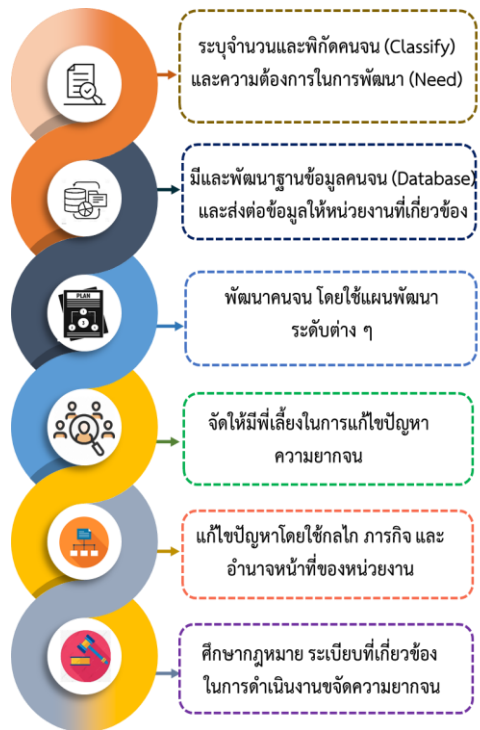 ระบุจำนวนและพิกัดคนจน (Classify)
และความต้องการในการพัฒนา (Need)
มีและพัฒนาฐานข้อมูลคนจน (Database)
และส่งต่อข้อมูลให้หน่วยงานที่เกี่ยวข้อง
PLAN
พัฒนาคนจน โดยใช้แผนพัฒนา
ระดับต่าง ๆ
จัดให้มีพี่เลี้ยงในการแก้ไขปัญหา
ความยากจน
แก้ไขปัญหาโดยใช้กลไก ภารกิจ และ
อำนาจหน้าที่ของหน่วยงาน
ศึกษากฎหมาย ระเบียบที่เกี่ยวข้อง
ในการดำเนินงานขจัดความยากจน